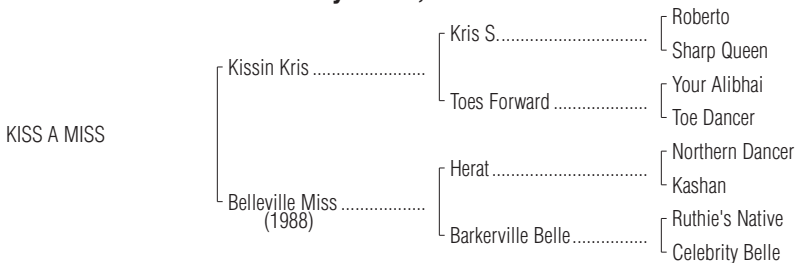 Roberto
Kris S.
Sharp Queen
Kissin Kris
Your Alibhai
Toes Forward
Toe Dancer
KISS A MISS
Northern Dancer
Herat
Kashan
Belleville Miss
(1988)
Ruthie's Native
Barkerville Belle
Celebrity Belle